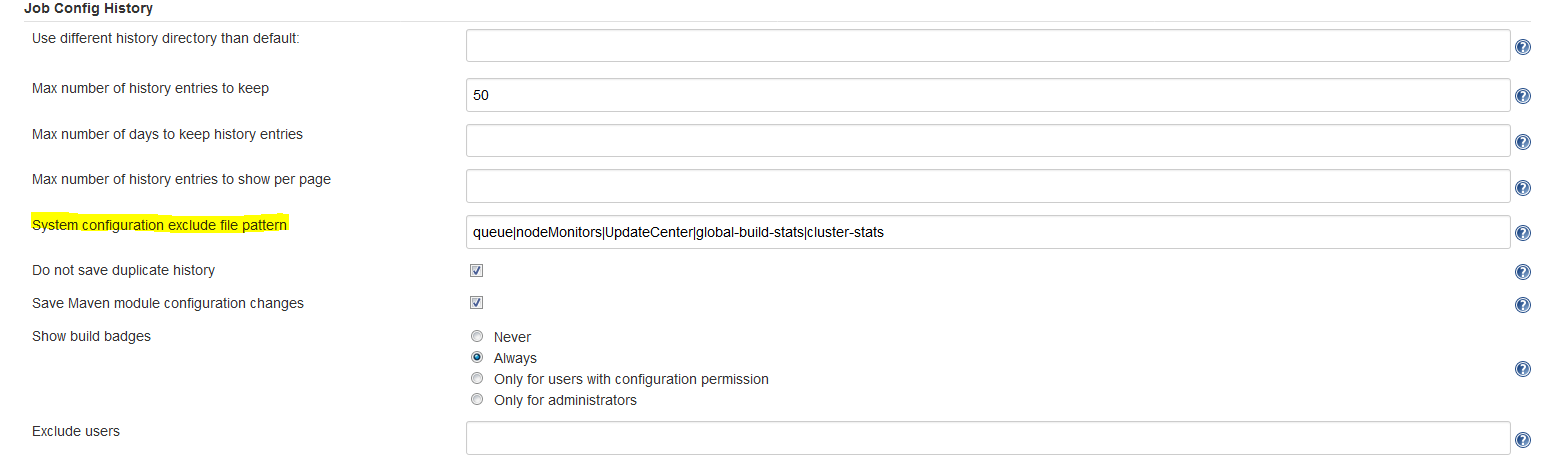 Job Config History
Use different history directory than default:
Max number of history entries to keep
50
Max number of days to keep history entries
Max number of history entries to show per page
System configuration exclude file pattern
queue|nodeMonitors|UpdateCenter|global-build-stats|cluster-stats
Do not save duplicate history
Save Maven module configuration changes
Show build badges
Never
Always
Only for users with configuration permission
Only for administrators
Exclude users